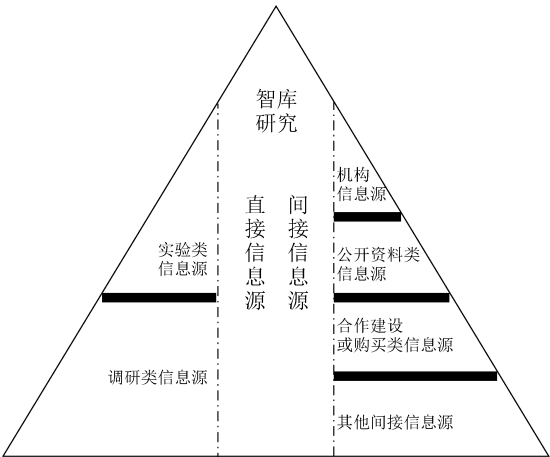 智库
研究
直接信息源
间接信息源
实验类
信息源
调研类信息源
机构
信息源
公开资料类
信息源
合作建设
或购买类信息源
其他间接信息源